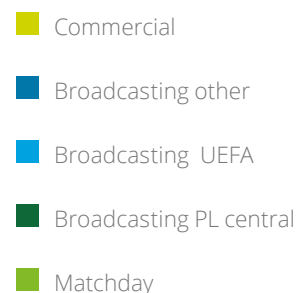 Commercial
Broadcasting other
Broadcasting UEFA
Broadcasting PL central
Matchday